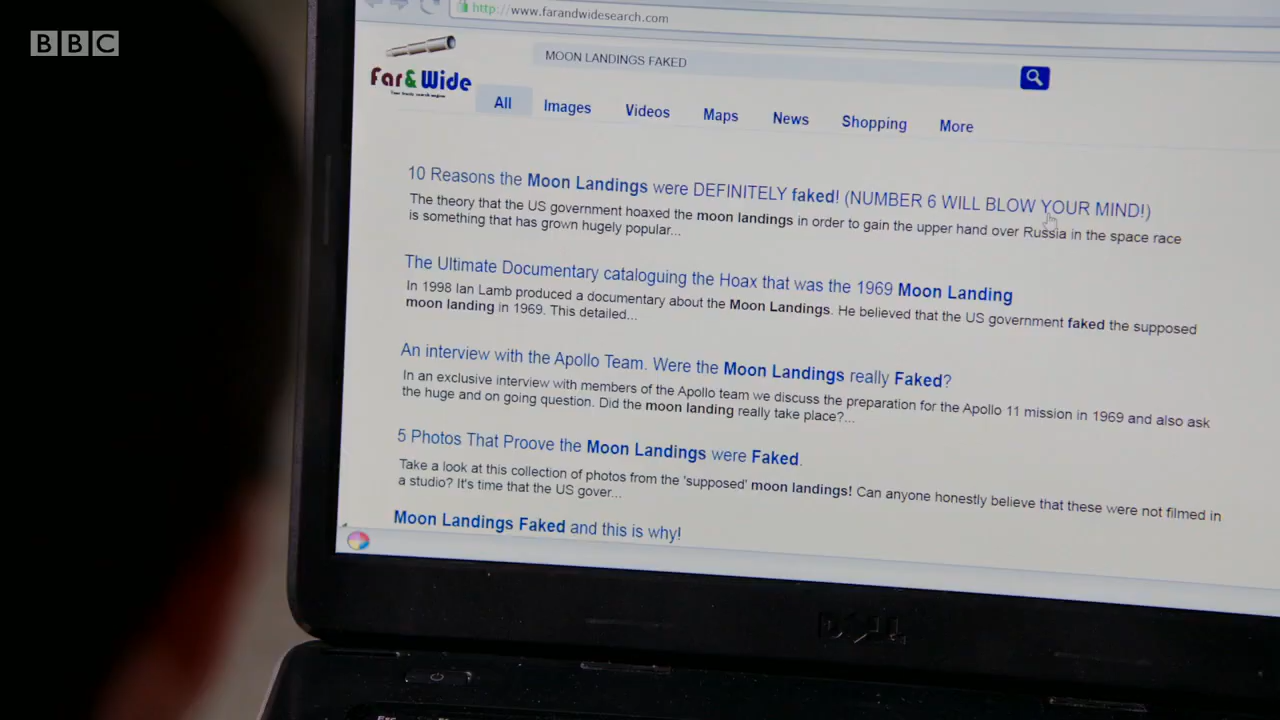 BBC
http://www.farandwidesearch.com
MOON LANDINGS FAKED
Far&Wide
All Images Videos Maps News Shopping More
10 Reasons the Moon Landings were DEFINITELY faked! (NUMBER 6 WILL BLOW YOUR MIND!)
The theory that the US government hoaxed the moon landings in order to gain the upper hand over Russia in the space race
is something that has grown hugely popular...
The Ultimate Documentary cataloguing the Hoax that was the 1969 Moon Landing
In 1998 Ian Lamb produced a documentary about the Moon Landings. He believed that the US government faked the supposed
moon landing in 1969. This detailed...
An interview with the Apollo Team. Were the Moon Landings really Faked?
In an exclusive interview with members of the Apollo team we discuss the preparation for the Apollo 11 mission in 1969 and also ask
the huge and on going question. Did the moon landing really take place?...
5 Photos That Proove the Moon Landings were Faked.
Take a look at this collection of photos from the 'supposed' moon landings! Can anyone honestly believe that these were not filmed in
a studio? It's time that the US gover...
Moon Landings Faked and this is why!
DELL